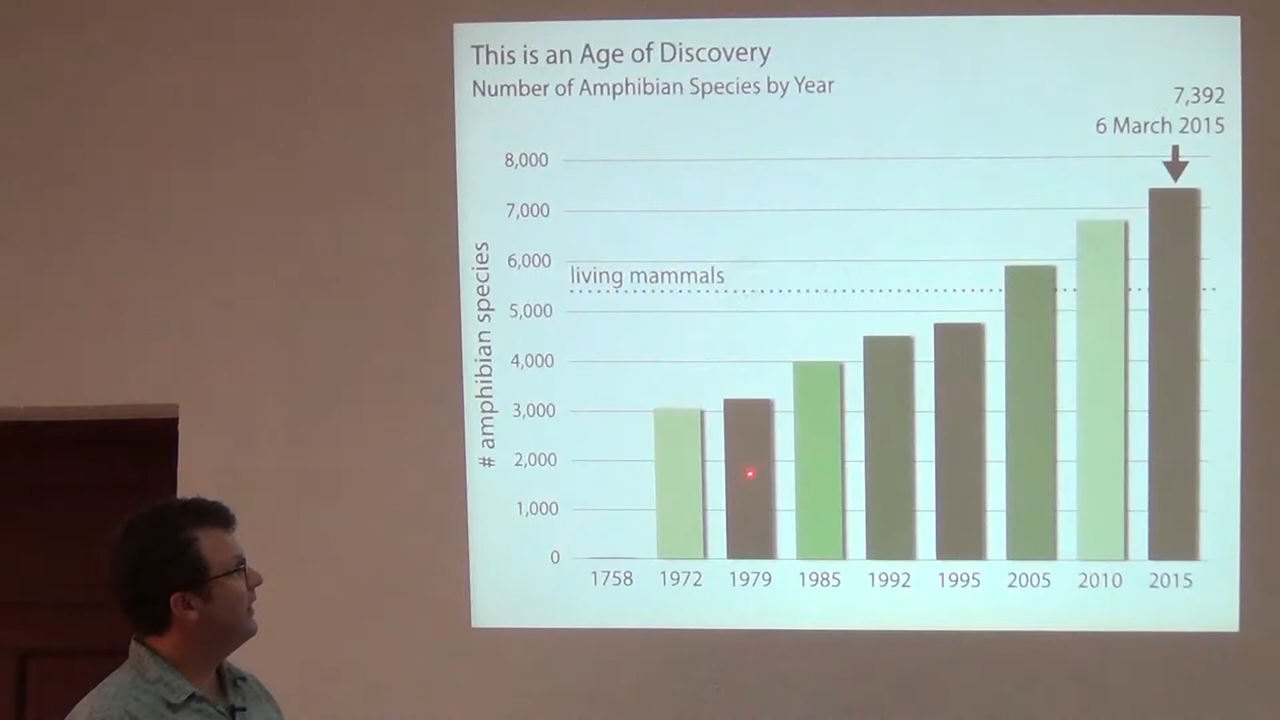 This is an Age of Discovery
Number of Amphibian Species by Year
7,392
6 March 2015
8,000
7,000
6,000
living mammals
5,000
4,000
3,000
2,000
1,000
0
# amphibian species
1758 1972 1979 1985 1992 1995 2005 2010 2015